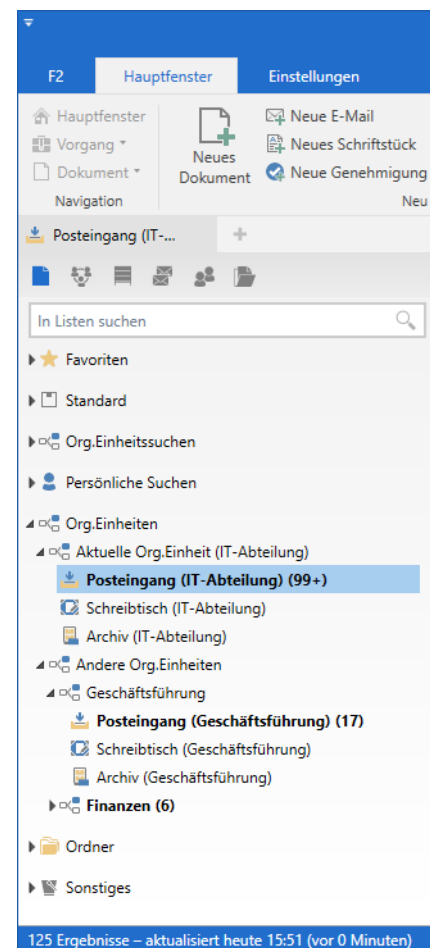 F2 Hauptfenster Einstellungen
Hauptfenster
Vorgang
Dokument
Navigation
Neues
Dokument
Neue E-Mail
Neues Schriftstück
Neue Genehmigung
Neu
Posteingang (IT-... +
In Listen suchen
Favoriten
Standard
Org.Einheitssuchen
Persönliche Suchen
Org.Einheiten
Aktuelle Org.Einheit (IT-Abteilung)
Posteingang (IT-Abteilung) (99+)
Schreibtisch (IT-Abteilung)
Archiv (IT-Abteilung)
Andere Org.Einheiten
Geschäftsführung
Posteingang (Geschäftsführung) (17)
Schreibtisch (Geschäftsführung)
Archiv (Geschäftsführung)
Finanzen (6)
Ordner
Sonstiges
125 Ergebnisse – aktualisiert heute 15:51 (vor 0 Minuten)